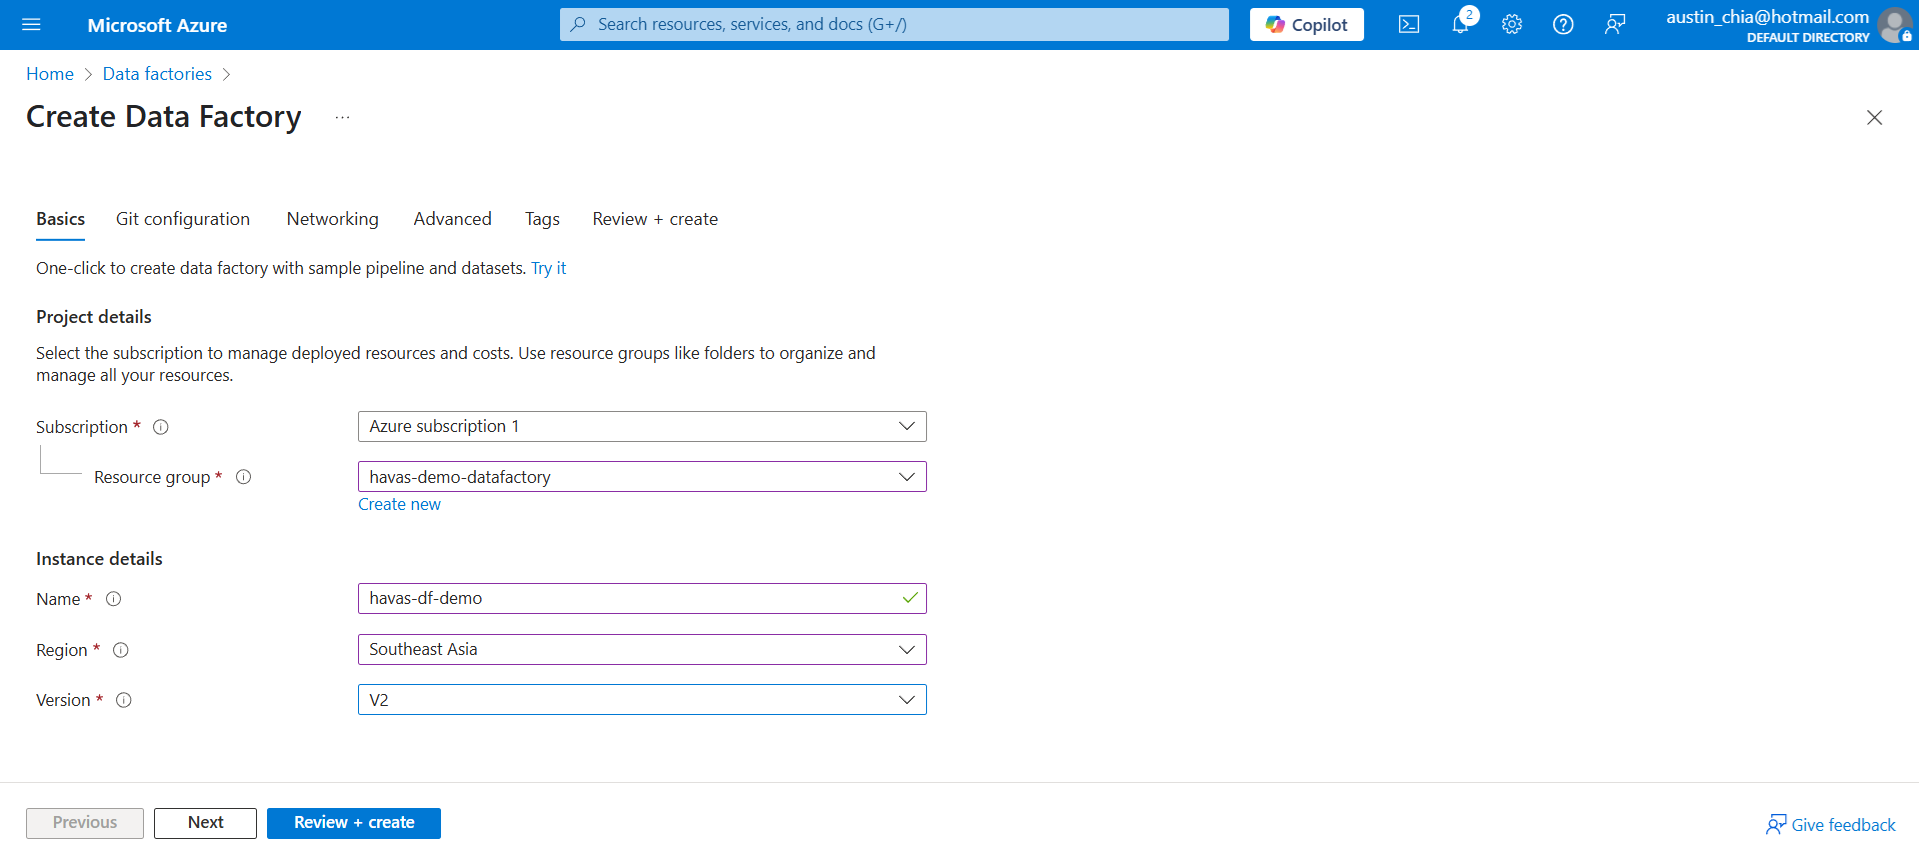 Microsoft Azure
Search resources, services, and docs (G+/)
Copilot
2
austin_chia@hotmail.com
DEFAULT DIRECTORY
Home > Data factories >
Create Data Factory ...
Basics Git configuration Networking Advanced Tags Review + create
One-click to create data factory with sample pipeline and datasets. Try it
Project details
Select the subscription to manage deployed resources and costs. Use resource groups like folders to organize and
manage all your resources.
Subscription * Azure subscription 1
Resource group * havas-demo-datafactory
Create new
Instance details
Name * havas-df-demo
Region * Southeast Asia
Version * V2
Previous Next Review + create
Give feedback